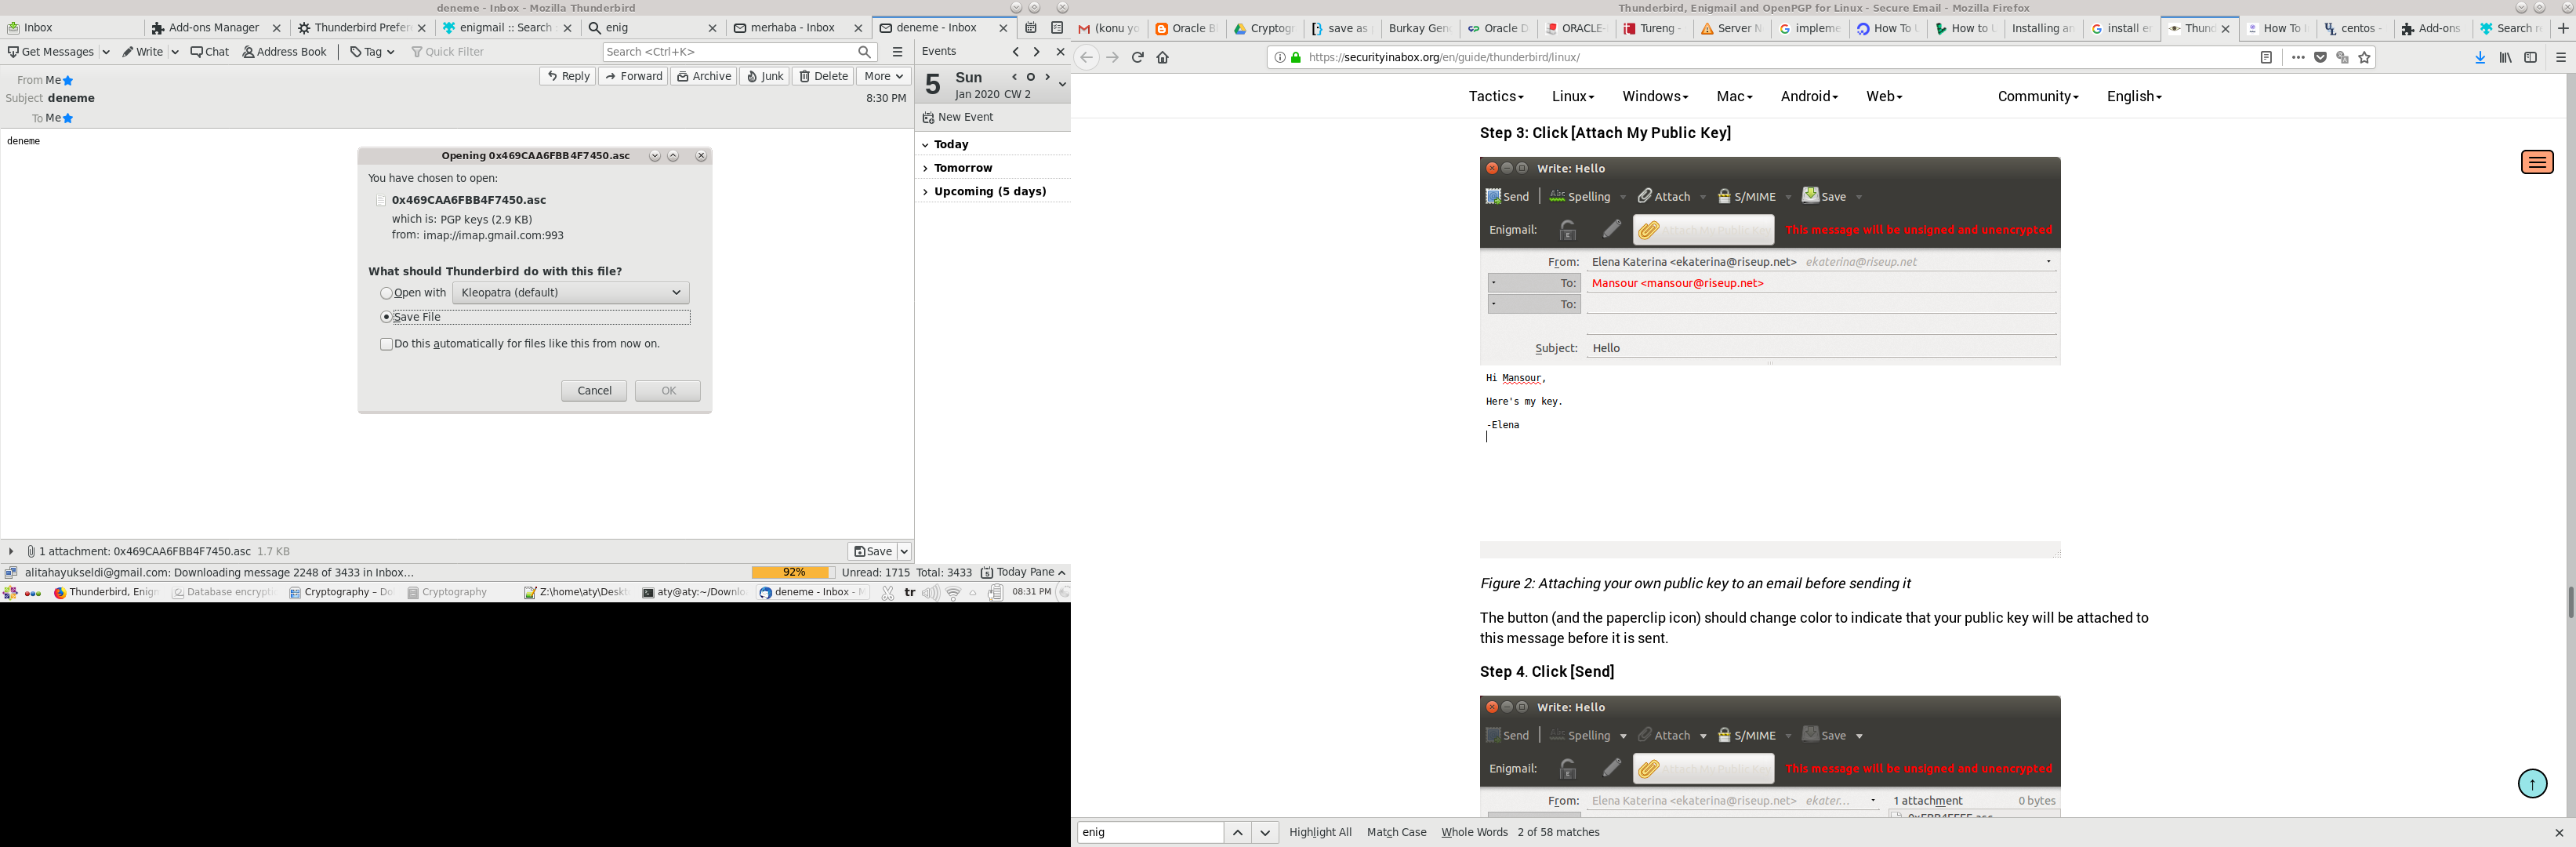 deneme - Inbox - Mozilla Thunderbird
Inbox
Add-ons Manager
Thunderbird Prefer
enigmail :: Search
enig
merhaba - Inbox
deneme - Inbox
Get Messages
Write
Chat
Address Book
Tag
Quick Filter
Search <Ctrl+K>
From Me
Reply
Forward
Archive
Junk
Delete
More
Subject deneme
8:30 PM
To Me
deneme
Opening 0x469CAA6FBB4F7450.asc
You have chosen to open:
0x469CAA6FBB4F7450.asc
which is: PGP keys (2.9 KB)
from: imap://imap.gmail.com:993
What should Thunderbird do with this file?
Open with
Kleopatra (default)
Save File
Do this automatically for files like this from now on.
Cancel
OK
1 attachment: 0x469CAA6FBB4F7450.asc 1.7 KB
Save
alitahayukseldi@gmail.com: Downloading message 2248 of 3433 in Inbox...
92%
Unread: 1715 Total: 3433
5
Today Pane
Events
5
Sun
Jan 2020 CW 2
New Event
Today
Tomorrow
Upcoming (5 days)
Thunderbird, Enigm
Database encrypti
Cryptography – Do
Cryptography
Z:\home\aty\Deskt
aty@aty:~/Downlo
deneme - Inbox - M
tr
08:31 PM
Thunderbird, Enigmail and OpenPGP for Linux - Secure Email - Mozilla Firefox
(konu yo
Oracle B
Cryptogr
save as
Burkay Gen
Oracle D
ORACLE-
Tureng -
Server N
impleme
How To U
How to
Installing an
install er
Thund
How To
centos -
Add-ons
Search r
https://securityinabox.org/en/guide/thunderbird/linux/
Tactics
Linux
Windows
Mac
Android
Web
Community
English
Step 3: Click [Attach My Public Key]
Write: Hello
Send
Abc
Spelling
Attach
S/MIME
Save
Enigmail:
Attach My Public Key
This message will be unsigned and unencrypted
From: Elena Katerina <ekaterina@riseup.net> ekaterina@riseup.net
To: Mansour <mansour@riseup.net>
To:
Subject: Hello
Hi Mansour,
Here's my key.
-Elena
Figure 2: Attaching your own public key to an email before sending it
The button (and the paperclip icon) should change color to indicate that your public key will be attached to
this message before it is sent.
Step 4. Click [Send]
Write: Hello
Send
Abc
Spelling
Attach
S/MIME
Save
Enigmail:
Attach My Public Key
This message will be unsigned and unencrypted
From: Elena Katerina <ekaterina@riseup.net> ekater...
1 attachment 0 bytes
enig
Highlight All
Match Case
Whole Words
2 of 58 matches